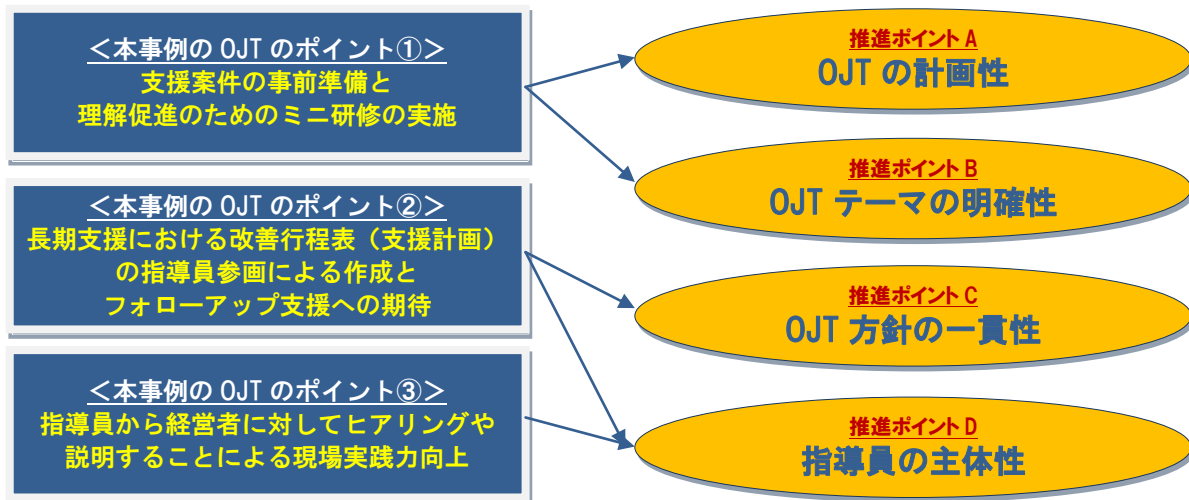 <本事例の OJT のポイント①>
支援案件の事前準備と
理解促進のためのミニ研修の実施
<本事例の OJT のポイント②>
長期支援における改善行程表（支援計画）
の指導員参画による作成と
フォローアップ支援への期待
<本事例の OJT のポイント③>
指導員から経営者に対してヒアリングや
説明することによる現場実践力向上
推進ポイント A
OJT の計画性
推進ポイント B
OJT テーマの明確性
推進ポイント C
OJT 方針の一貫性
推進ポイント D
指導員の主体性